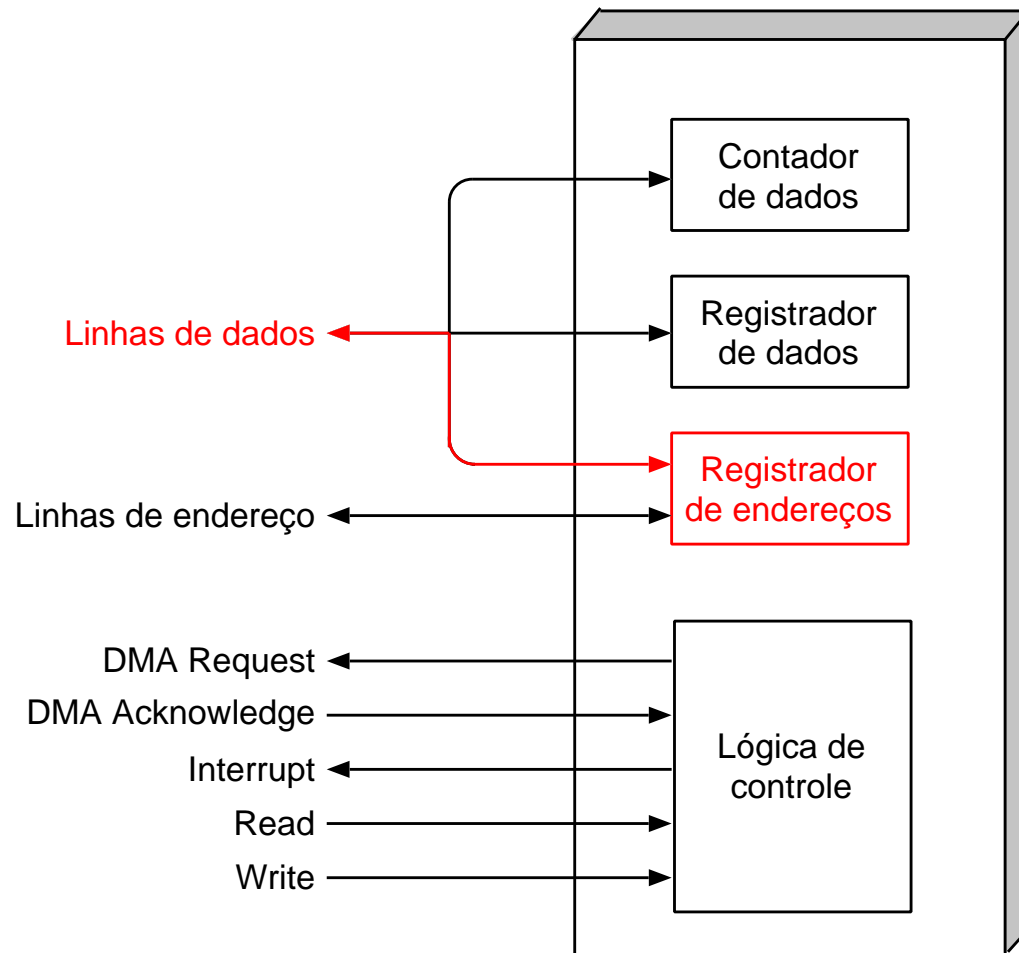 Contador
de dados
Linhas de dados
Registrador
de dados
Registrador
de endereços
Linhas de endereço
DMA Request
DMA Acknowledge
Interrupt
Read
Write
Lógica de
controle